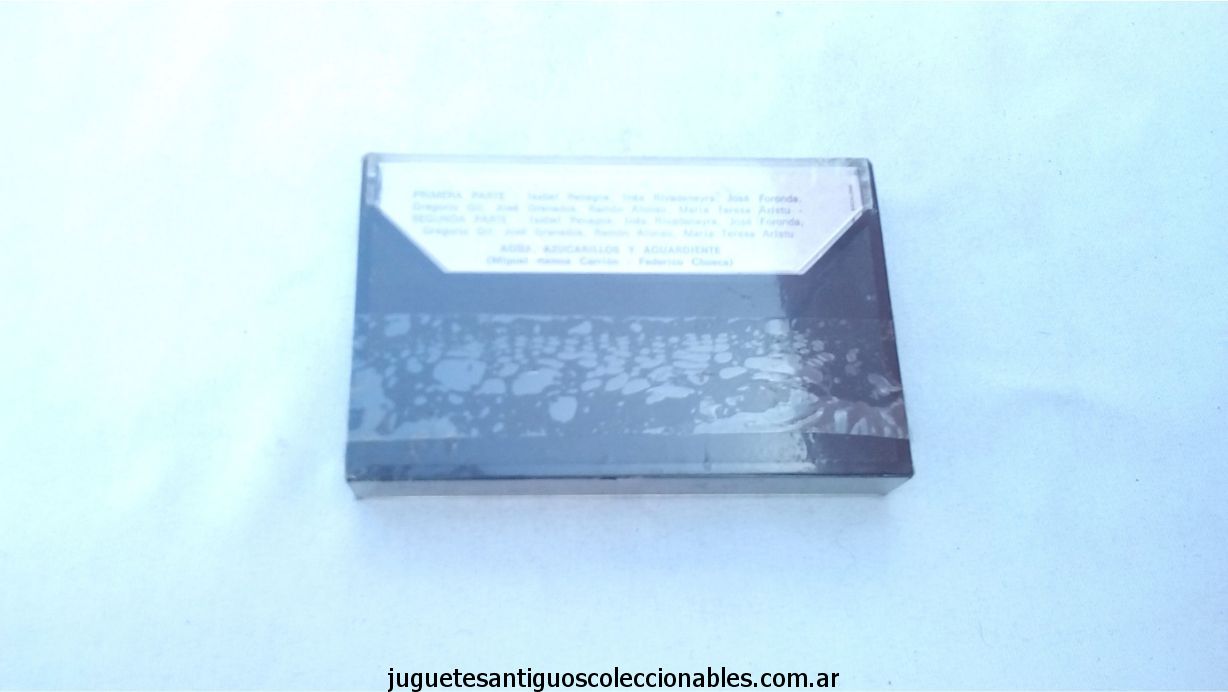 PRIMERA PARTE: Isabel Penagos, Inés Rivadeneyra, José Foronda,
Gregorio Gil, José Granados, Ramón Alonso, María Teresa Aristu -
SEGUNDA PARTE: Isabel Penagos, Inés Rivadeneyra, José Foronda,
Gregorio Gil, José Granados, Ramón Alonso, María Teresa Aristu
AGUA, AZUCARILLOS Y AGUARDIENTE
(Miguel Ramos Carrión - Federico Chueca)
juguetesantiguoscoleccionables.com.ar